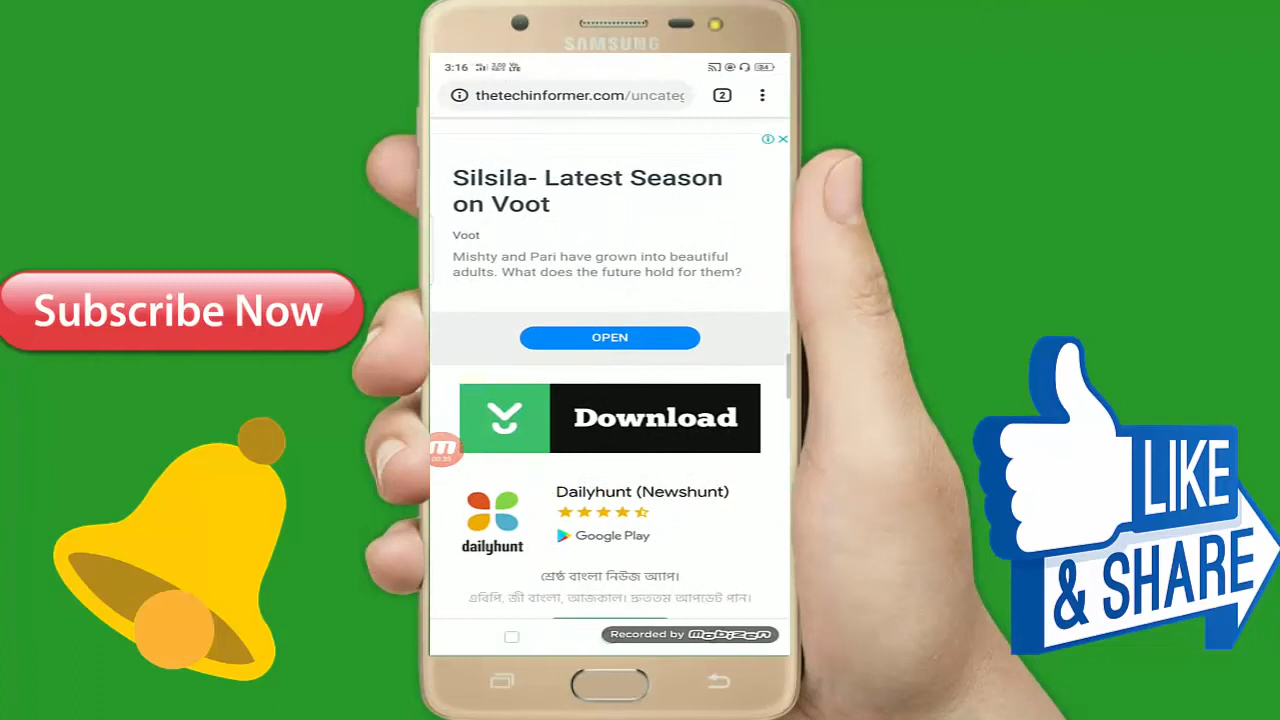 SAMSUNG
3:16
84
thetechinformer.com/uncateg
2
Silsila- Latest Season
on Voot
Voot
Mishty and Pari have grown into beautiful
adults. What does the future hold for them?
OPEN
Subscribe Now
Download
Dailyhunt (Newshunt)
Google Play
dailyhunt
শ্রেষ্ঠ বাংলা নিউজ অ্যাপ।
এবিপি, জী বাংলা, আজকাল। দ্রুততম আপডেট পান।
Recorded by mobizen
LIKE
& SHARE